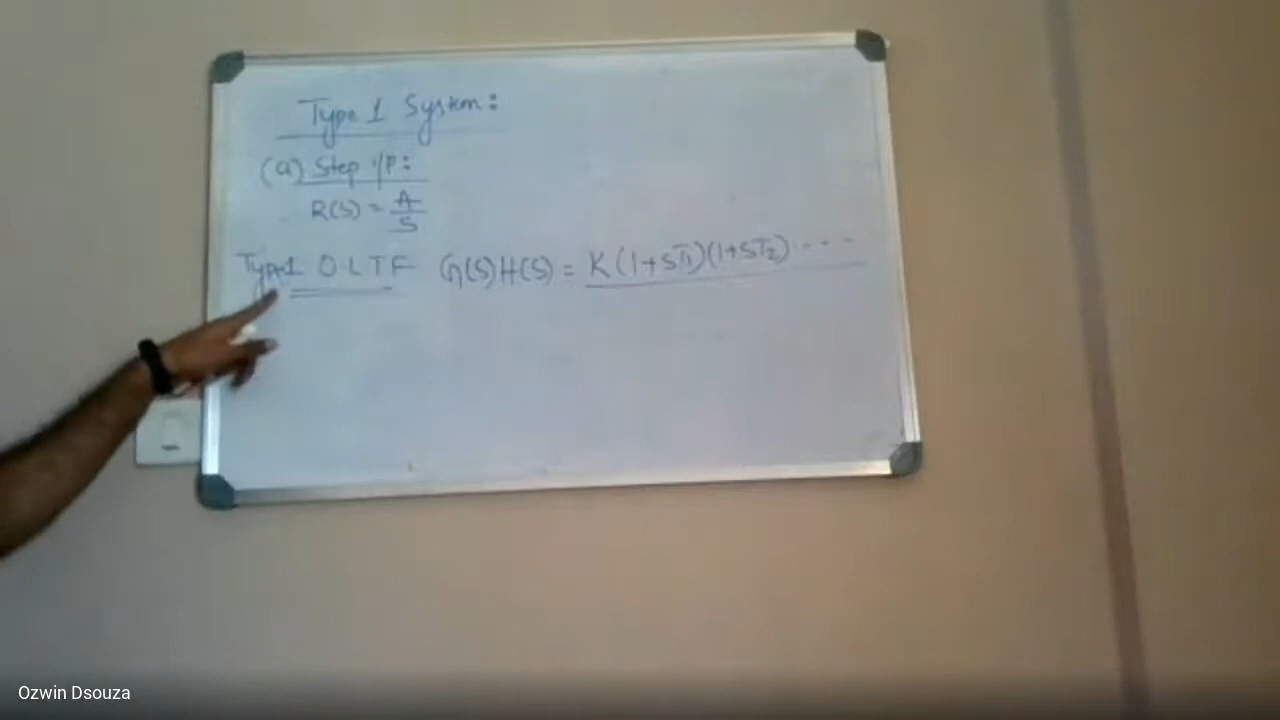 Type 1 System:
(a) Step i/p:
R(S) = A/S
Type1 OLTF G(S)H(S) = K(1+ST1)(1+ST2)----
Ozwin Dsouza